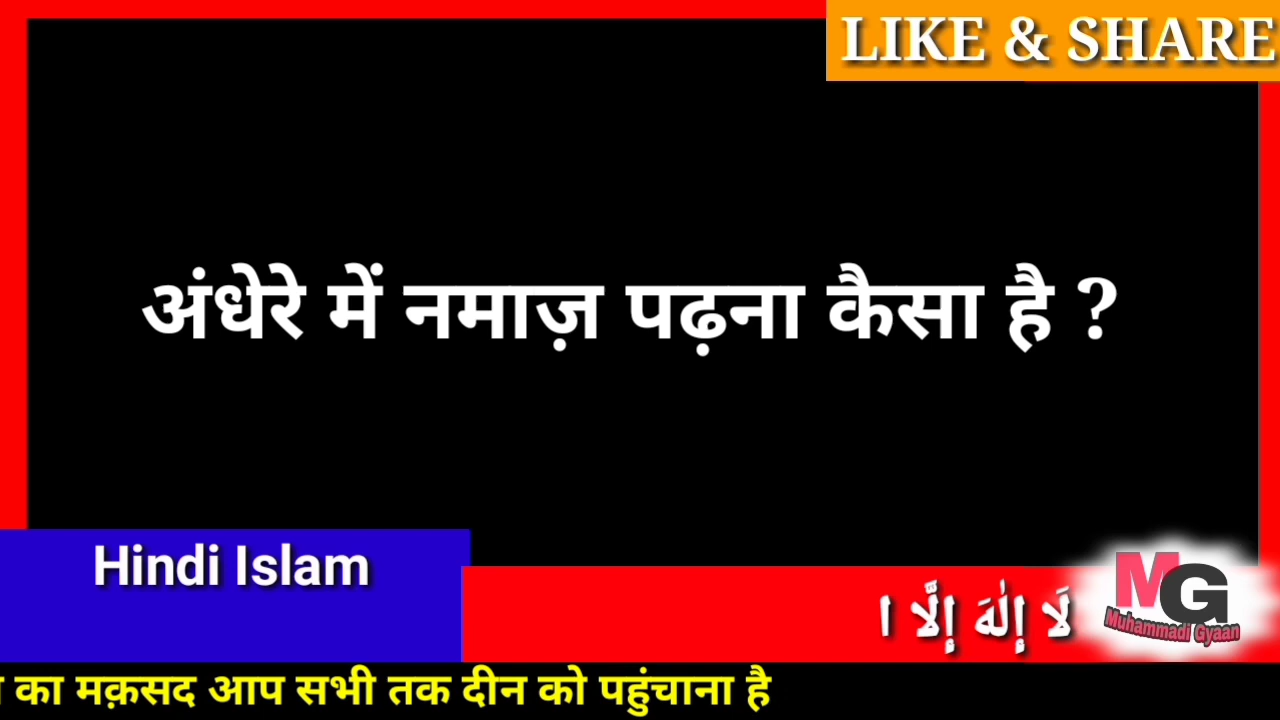 LIKE & SHARE
अंधेरे में नमाज़ पढ़ना कैसा है ?
Hindi Islam
لَا إِلٰهَ إِلَّا ا
MG
Muhammadi Gyaan
का मक़सद आप सभी तक दीन को पहुंचाना है